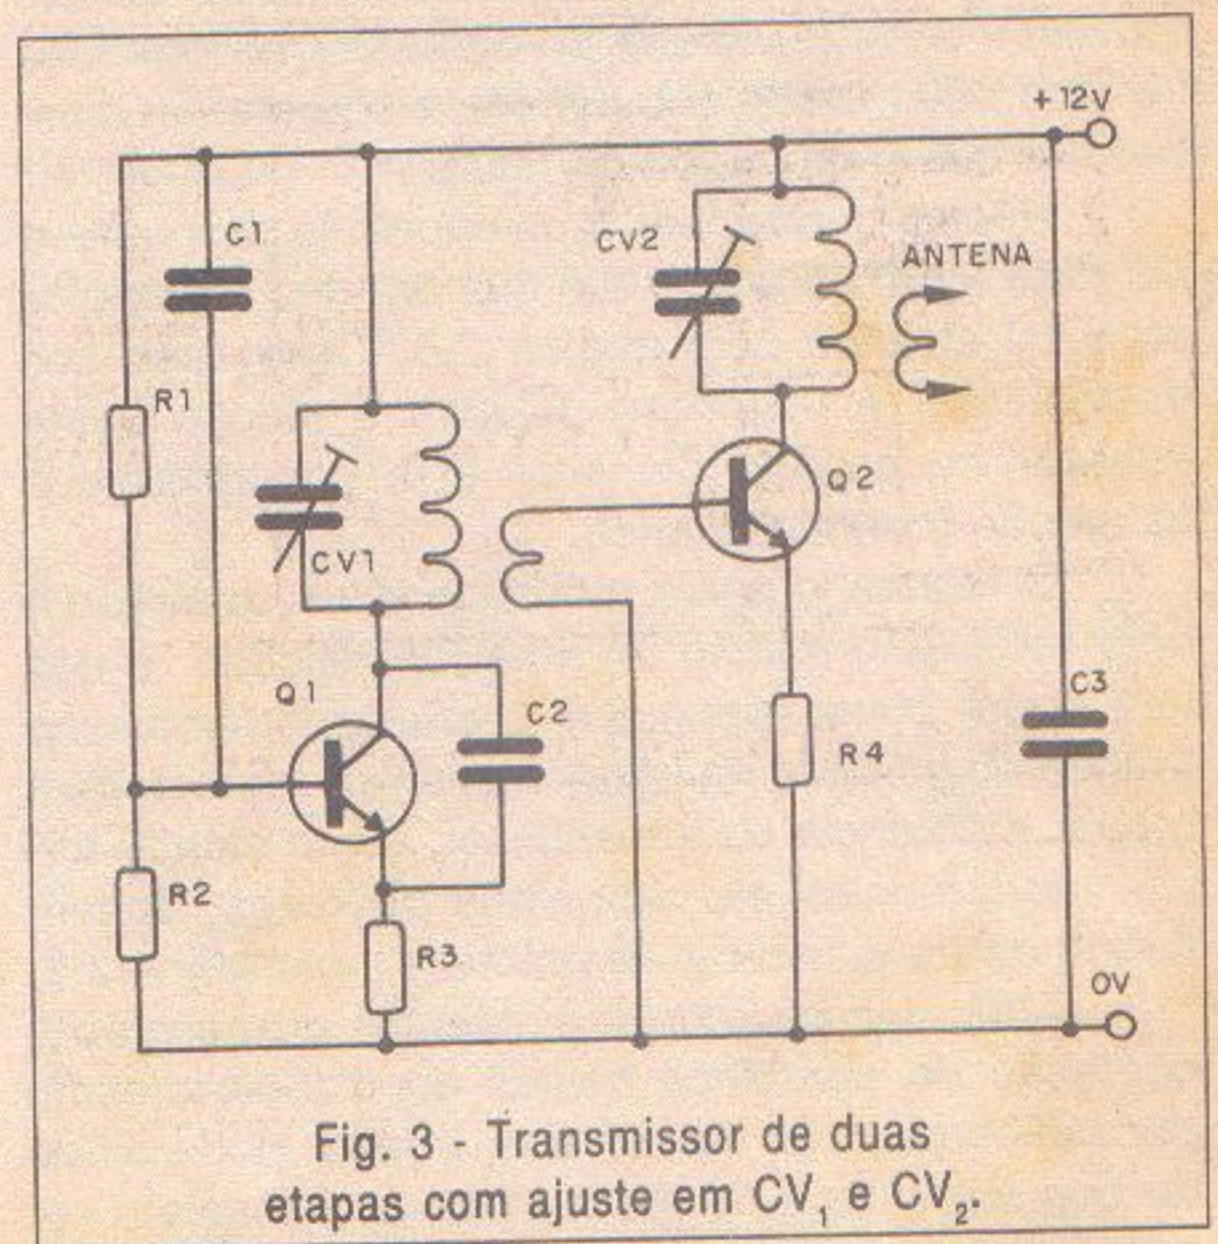 +12V
C1
CV2
ANTENA
R1
CV1
Q2
Q1
C2
C3
R4
R2
R3
0V
Fig. 3 - Transmissor de duas
etapas com ajuste em CV₁ e CV₂.